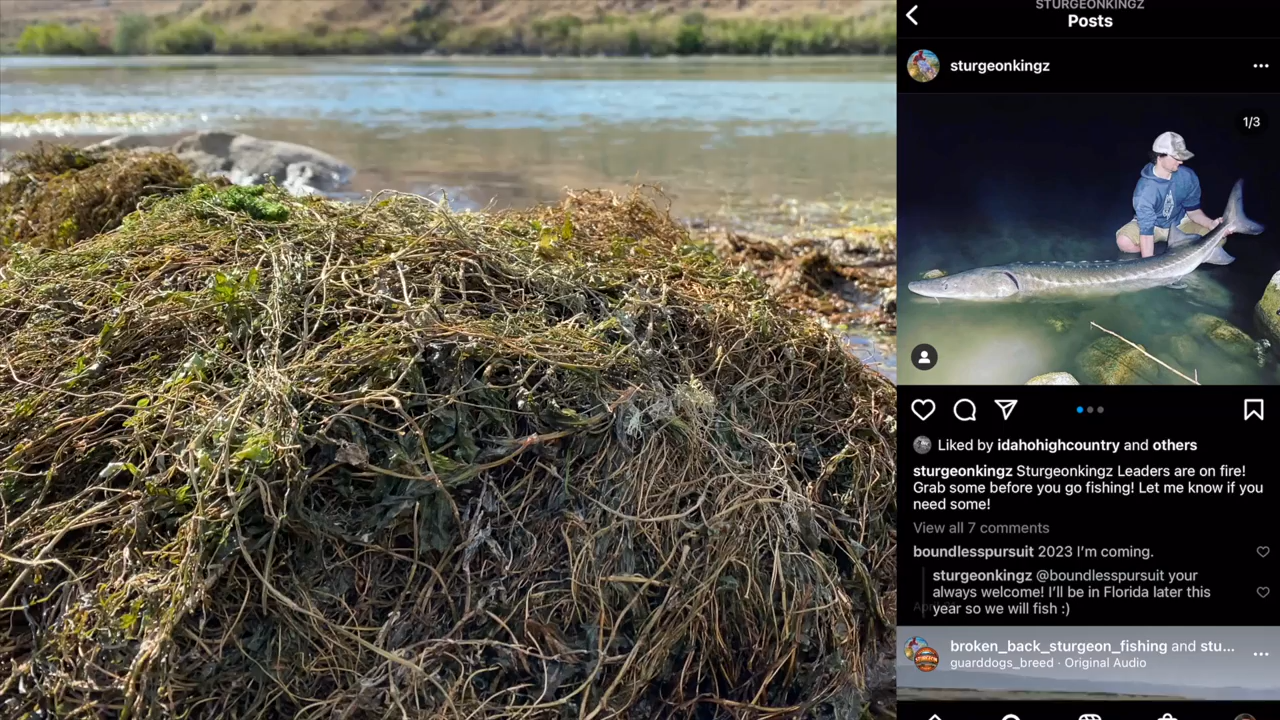 STURGEONKINGZ
Posts
sturgeonkingz
1/3
Liked by idahohighcountry and others
sturgeonkingz Sturgeonkingz Leaders are on fire!
Grab some before you go fishing! Let me know if you
need some!
View all 7 comments
boundlesspursuit 2023 I’m coming.
sturgeonkingz @boundlesspursuit your
always welcome! I’ll be in Florida later this
year so we will fish :)
broken_back_sturgeon_fishing and stu...
guarddogs_breed · Original Audio